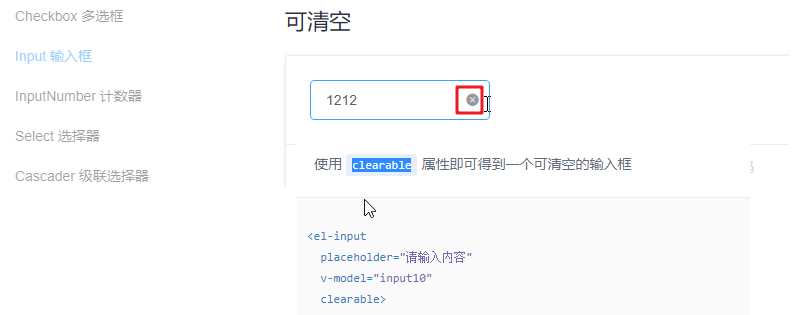 Checkbox 多选框
Input 输入框
InputNumber 计数器
Select 选择器
Cascader 级联选择器
可清空
1212
使用 clearable 属性即可得到一个可清空的输入框
<el-input
placeholder="请输入内容"
v-model="input10"
clearable>